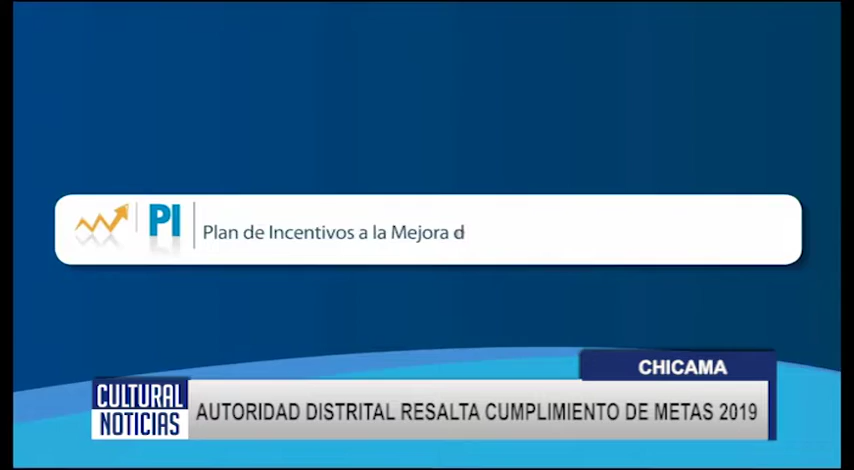 PI
Plan de Incentivos a la Mejora d
CHICAMA
CULTURAL
NOTICIAS
AUTORIDAD DISTRITAL RESALTA CUMPLIMIENTO DE METAS 2019